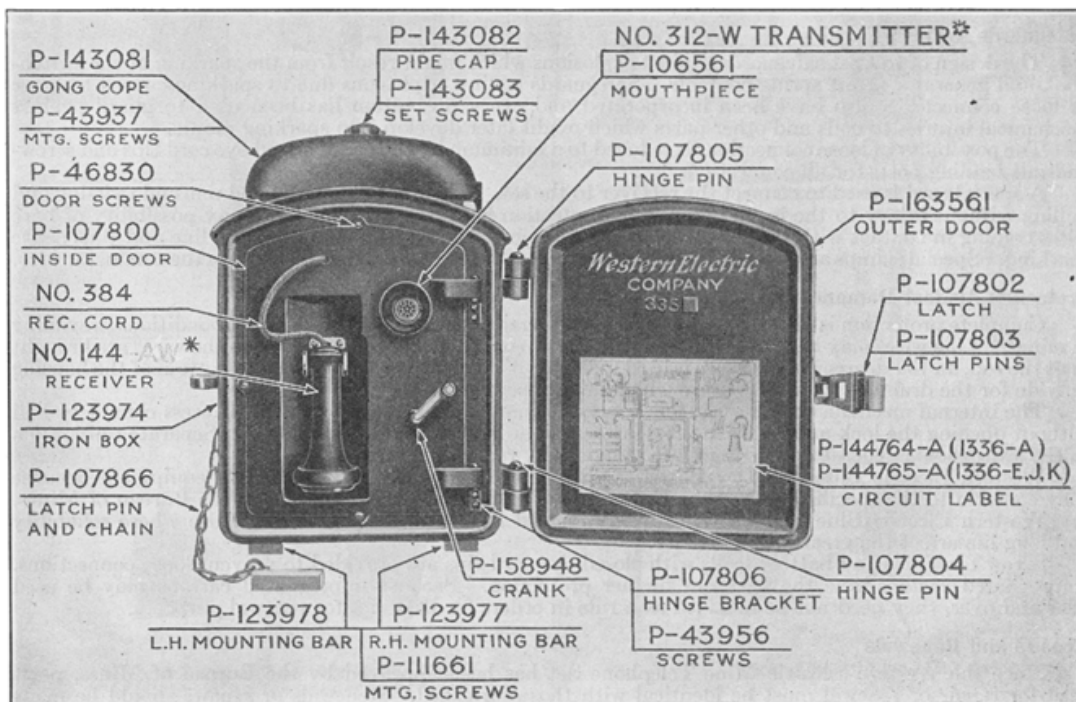 P-143081
GONG COPE
P-43937
MTG. SCREWS
P-46830
DOOR SCREWS
P-107800
INSIDE DOOR
NO. 384
REC. CORD
NO. 144 AW*
RECEIVER
P-123974
IRON BOX
P-107866
LATCH PIN
AND CHAIN
P-143082
PIPE CAP
P-143083
SET SCREWS
NO. 312-W TRANSMITTER*
P-106561
MOUTHPIECE
P-107805
HINGE PIN
P-163561
OUTER DOOR
Western Electric
COMPANY
335
P-107802
LATCH
P-107803
LATCH PINS
P-144764-A (1336-A)
P-144765-A (1336-E,J,K)
CIRCUIT LABEL
P-158948
CRANK
P-107804
HINGE PIN
P-107806
HINGE BRACKET
P-43956
SCREWS
P-123978
L.H. MOUNTING BAR
P-123977
R.H. MOUNTING BAR
P-111661
MTG. SCREWS